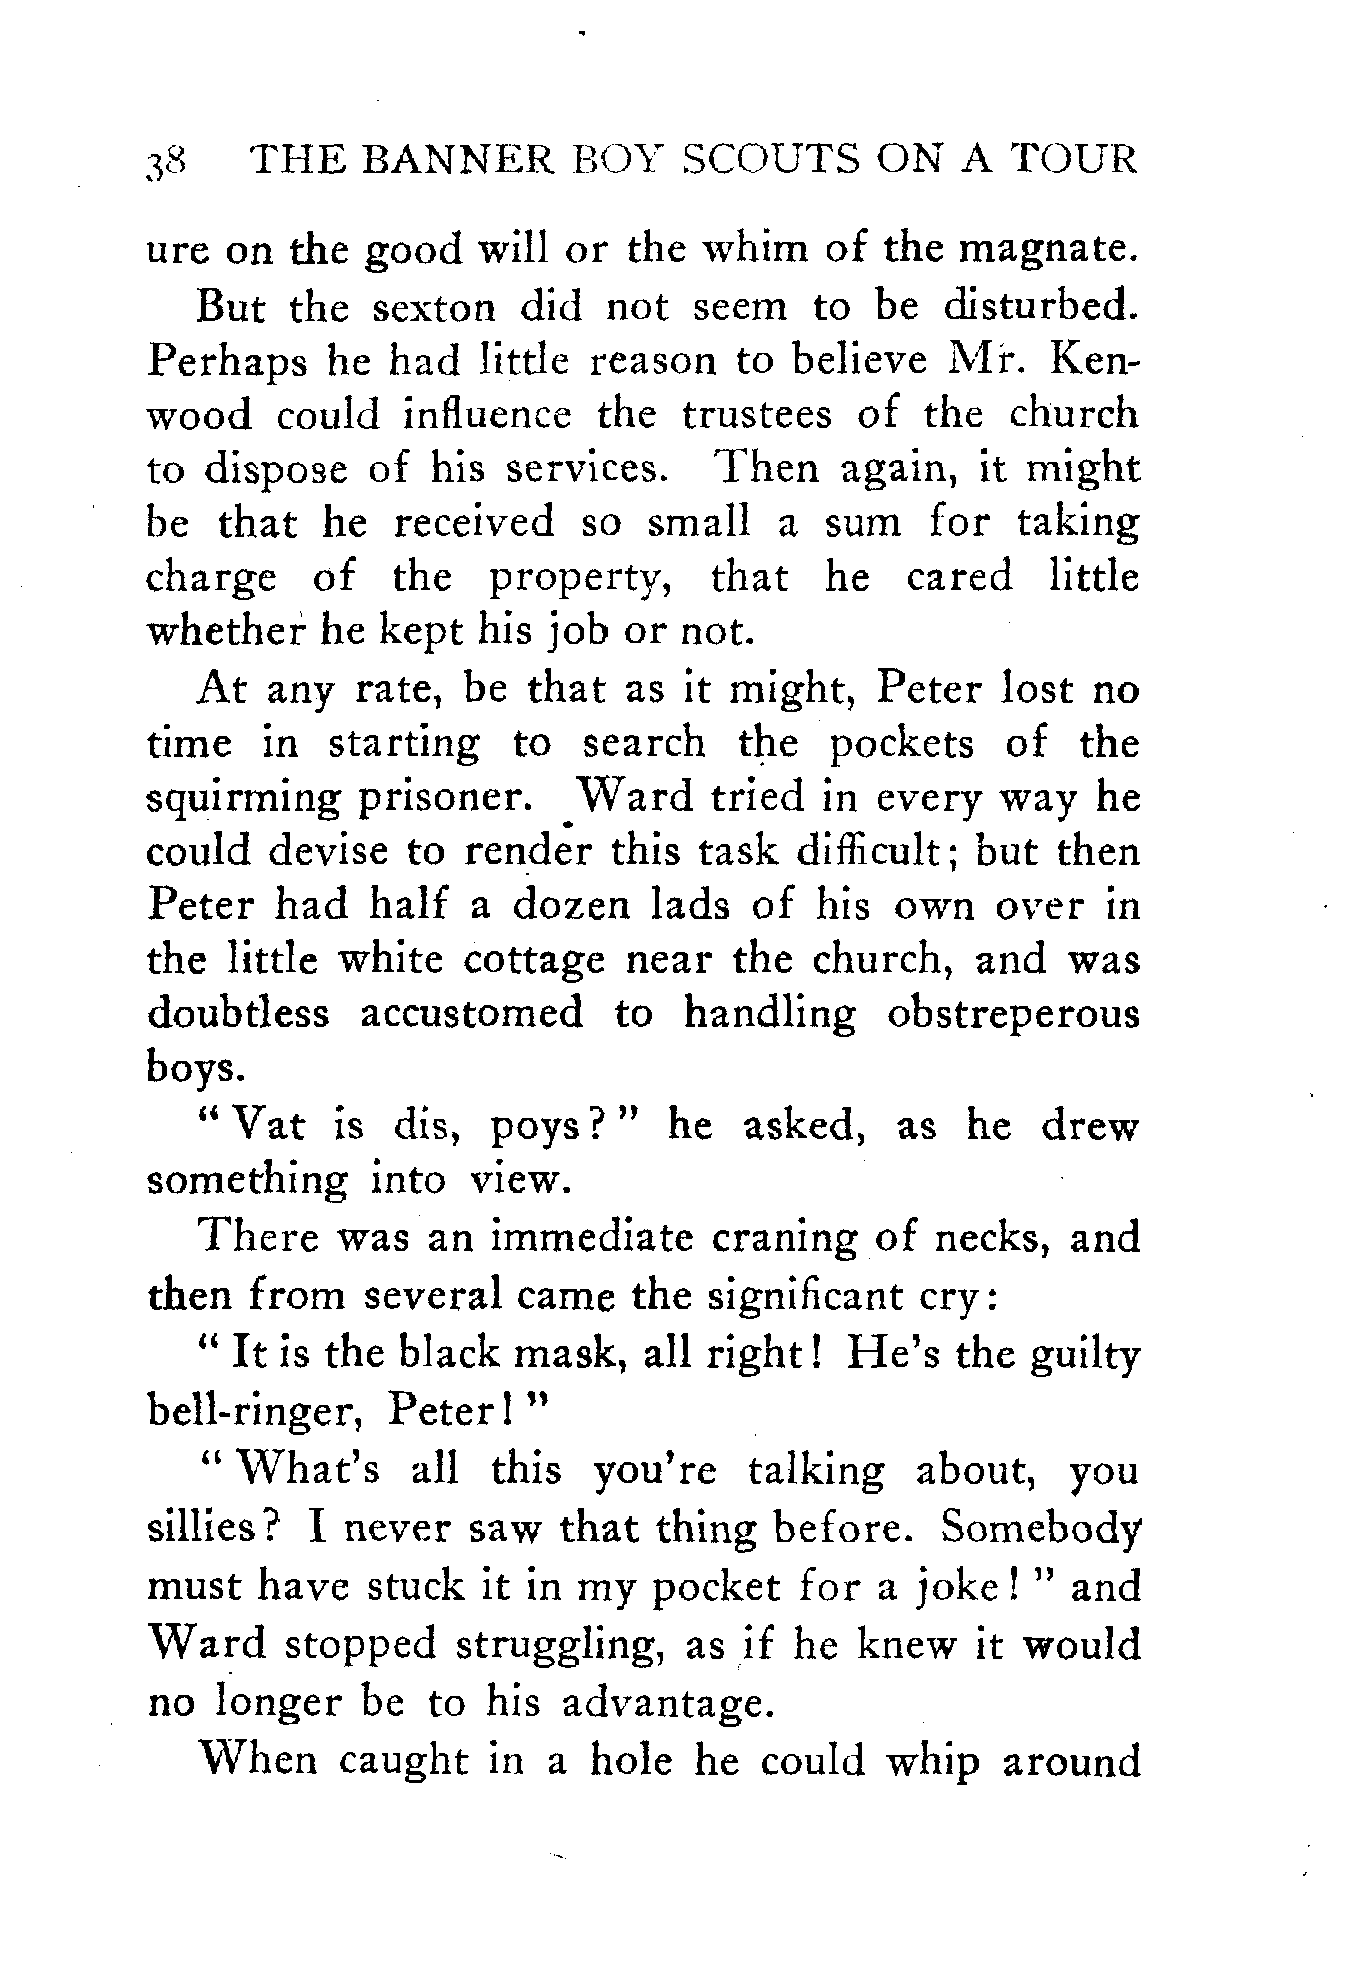 38 THE BANNER BOY SCOUTS ON A TOUR
ure on the good will or the whim of the magnate.
But the sexton did not seem to be disturbed.
Perhaps he had little reason to believe Mr. Ken-
wood could influence the trustees of the church
to dispose of his services. Then again, it might
be that he received so small a sum for taking
charge of the property, that he cared little
whether he kept his job or not.
At any rate, be that as it might, Peter lost no
time in starting to search the pockets of the
squirming prisoner. Ward tried in every way he
could devise to render this task difficult; but then
Peter had half a dozen lads of his own over in
the little white cottage near the church, and was
doubtless accustomed to handling obstreperous
boys.
" Vat is dis, poys? " he asked, as he drew
something into view.
There was an immediate craning of necks, and
then from several came the significant cry:
" It is the black mask, all right! He's the guilty
bell-ringer, Peter! "
" What's all this you're talking about, you
sillies? I never saw that thing before. Somebody
must have stuck it in my pocket for a joke! " and
Ward stopped struggling, as if he knew it would
no longer be to his advantage.
When caught in a hole he could whip around